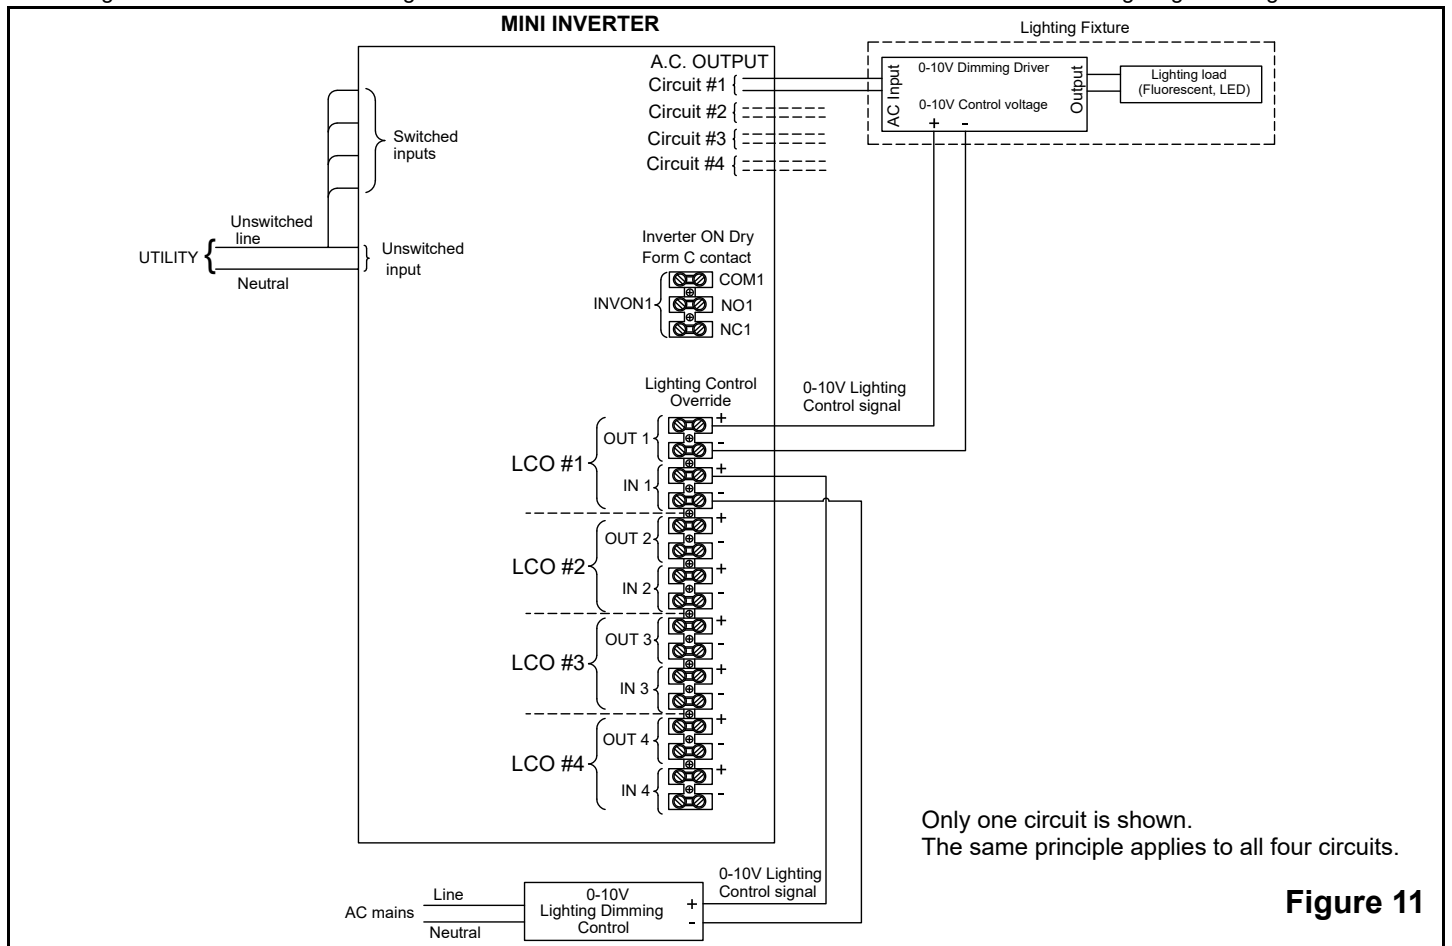 MINI INVERTER
Lighting Fixture
A.C. OUTPUT
Circuit #1 {
Circuit #2 {
Circuit #3 {
Circuit #4 {
AC Input
0-10V Dimming Driver
0-10V Control voltage
+ -
Output
Lighting load
(Fluorescent, LED)
Switched
inputs
Unswitched
line
UTILITY {
Neutral
Unswitched
input
Inverter ON Dry
Form C contact
INVON1
COM1
NO1
NC1
Lighting Control
Override
0-10V Lighting
Control signal
LCO #1
OUT 1
+
-
IN 1
+
-
LCO #2
OUT 2
+
-
IN 2
+
-
LCO #3
OUT 3
+
-
IN 3
+
-
LCO #4
OUT 4
+
-
IN 4
+
-
Only one circuit is shown.
The same principle applies to all four circuits.
0-10V Lighting
Control signal
AC mains
Line
Neutral
0-10V
Lighting Dimming
Control
+
-
Figure 11